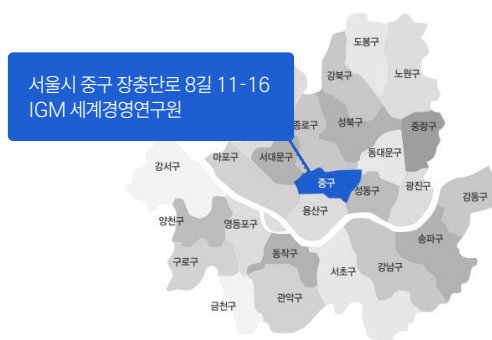 도봉구
노원구
강북구
서울시 중구 장충단로 8길 11-16
IGM 세계경영연구원
종로구
성북구
중랑구
동대문구
마포구
서대문구
강서구
중구
성동구
광진구
강동구
용산구
양천구
영등포구
송파구
동작구
구로구
서초구
강남구
관악구
금천구